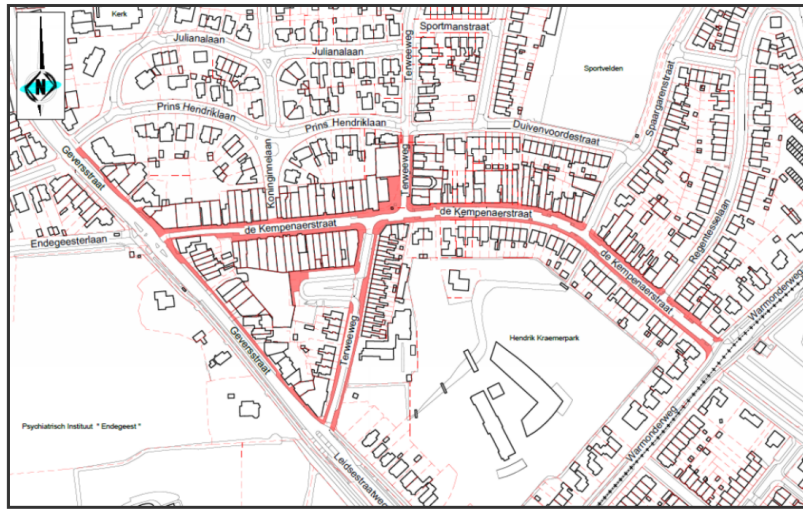 Kerk
Sportmanstraat
Julianalaan
Julianalaan
Terweeweg
Sportvelden
Spaargarenstraat
N
Prins Hendriklaan
Prins Hendriklaan
Duivenvoordestraat
Geversstraat
Koninginnelaan
Terweeweg
de Kempenaerstraat
de Kempenaerstraat
Regentesselaan
Endegeesterlaan
de Kempenaerstraat
Warmonderweg
Geversstraat
Terweeweg
Hendrik Kraemerpark
Warmonderweg
Psychiatrisch Instituut " Endegeest "
Leidsestraatweg